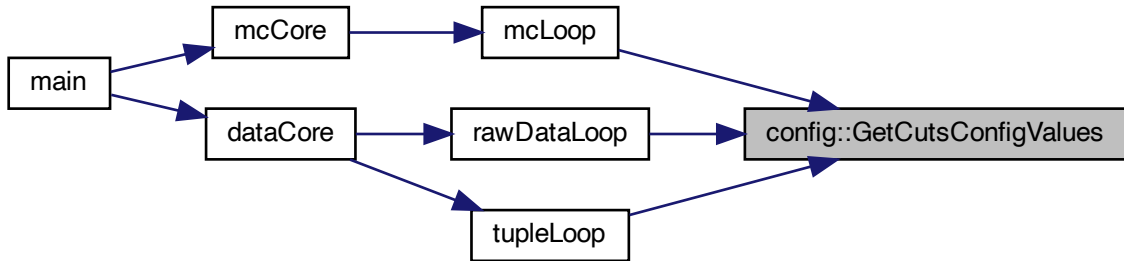 main
mcCore
mcLoop
dataCore
rawDataLoop
tupleLoop
config::GetCutsConfigValues